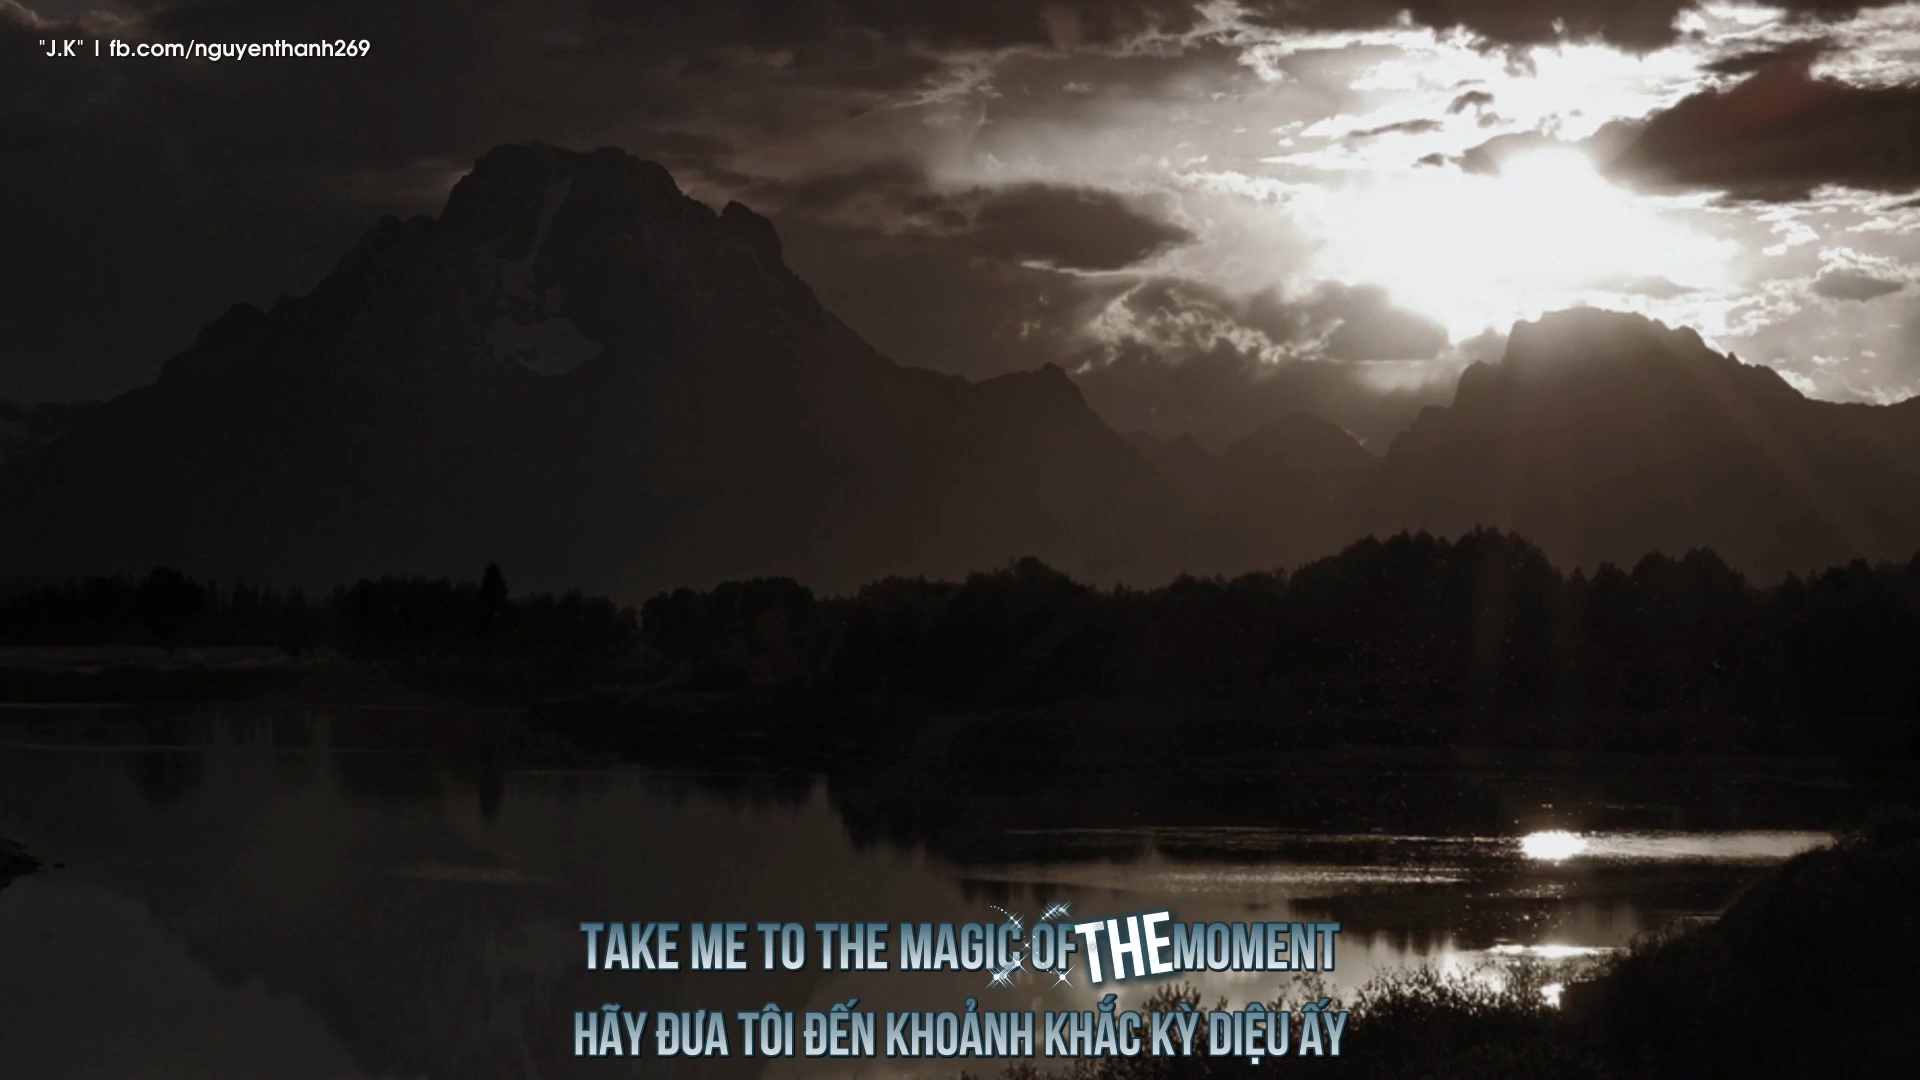 "J.K" | fb.com/nguyenthanh269
TAKE ME TO THE MAGIC OF THE MOMENT
HÃY ĐƯA TÔI ĐẾN KHOẢNH KHẮC KỲ DIỆU ẤY